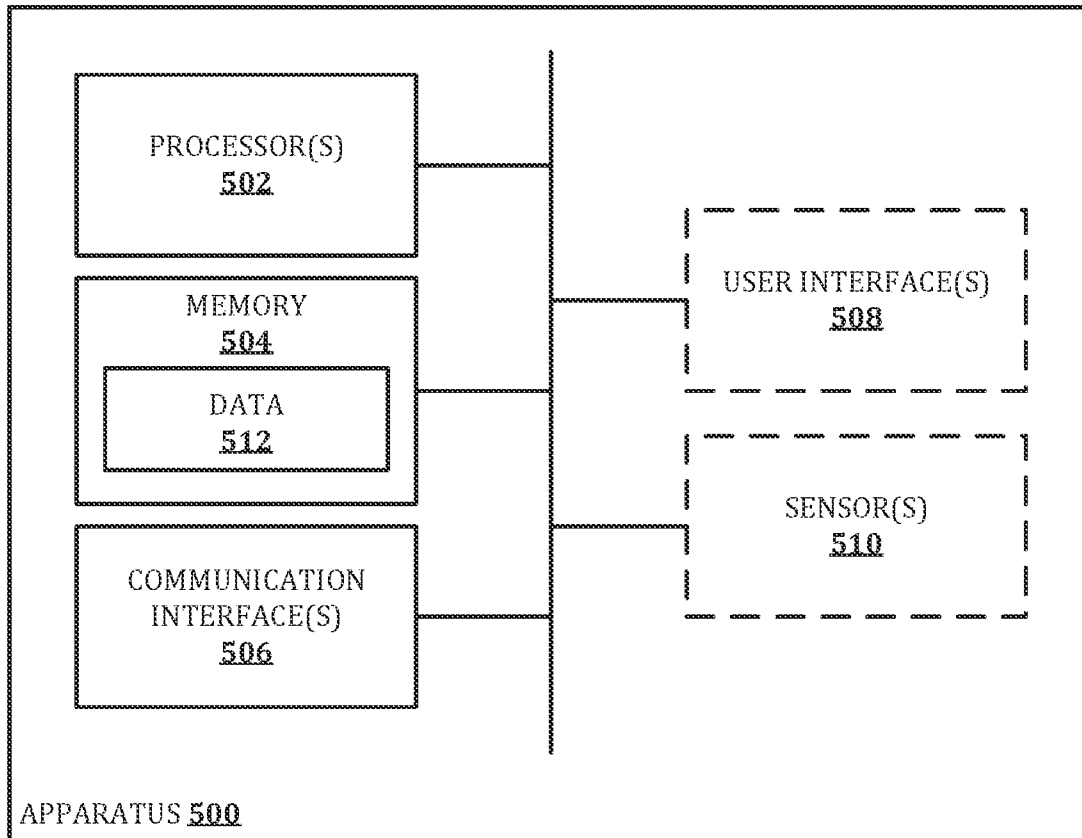 PROCESSOR(S)
502
MEMORY
504
DATA
512
COMMUNICATION
INTERFACE(S)
506
USER INTERFACE(S)
508
SENSOR(S)
510
APPARATUS 500